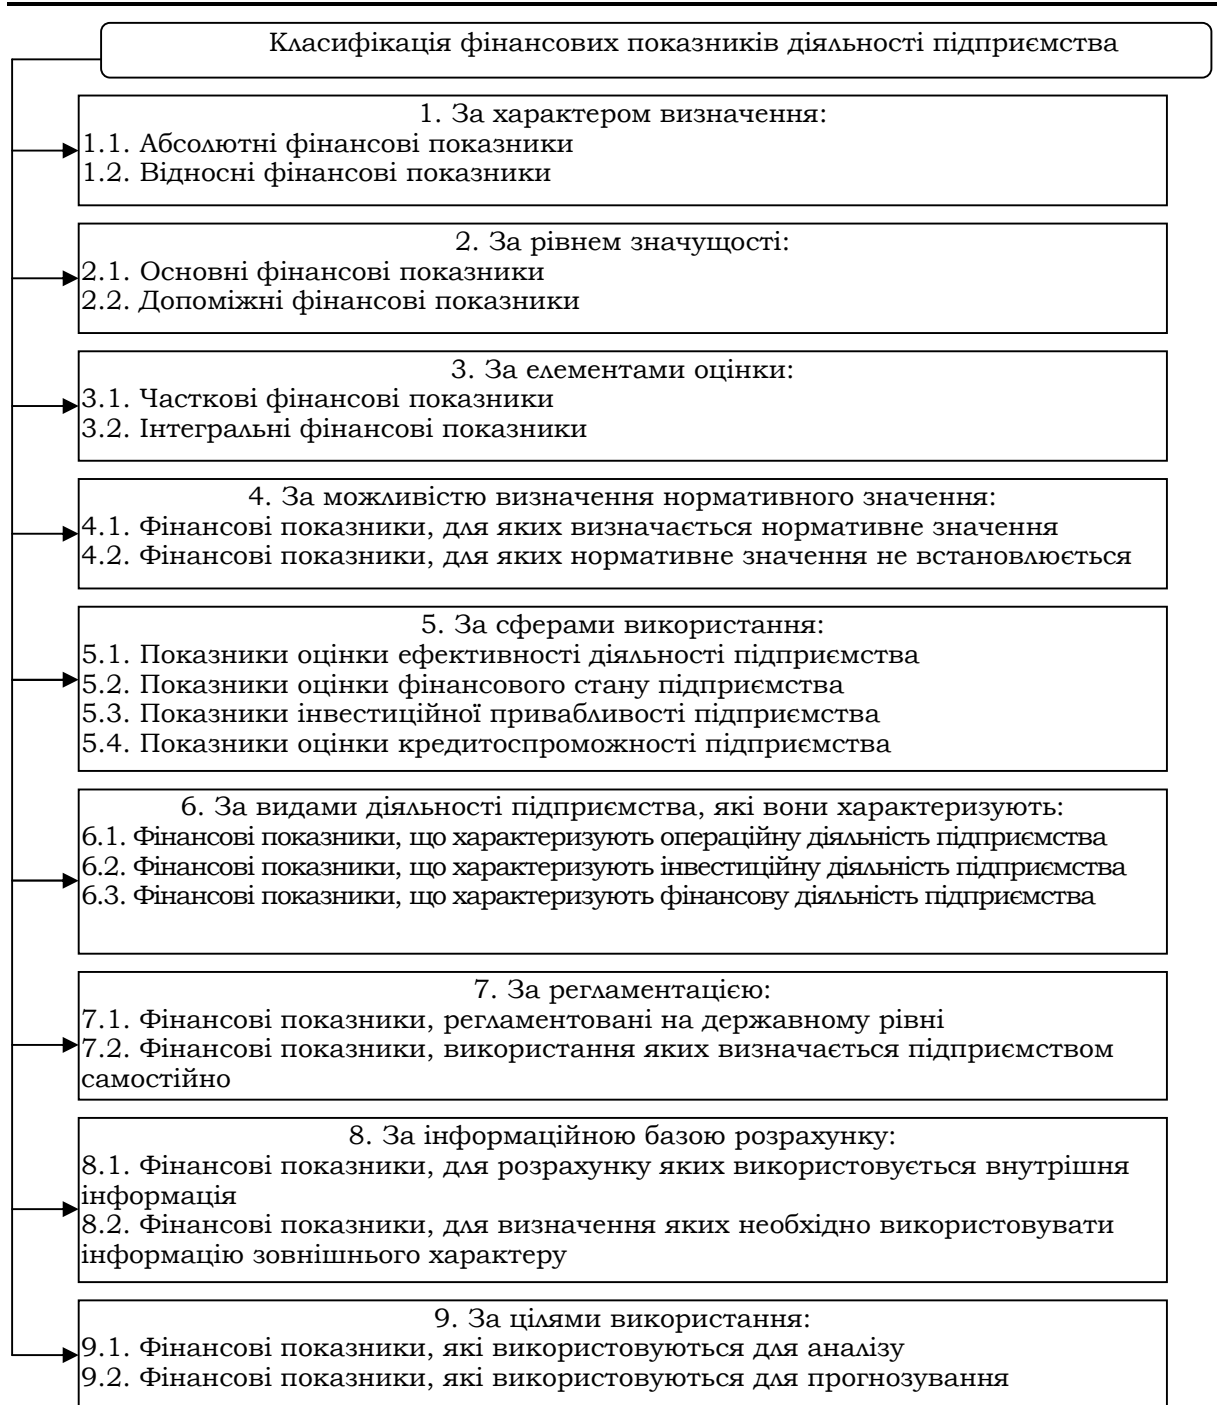 Класифікація фінансових показників діяльності підприємства
1. За характером визначення:
1.1. Абсолютні фінансові показники
1.2. Відносні фінансові показники
2. За рівнем значущості:
2.1. Основні фінансові показники
2.2. Допоміжні фінансові показники
3. За елементами оцінки:
3.1. Часткові фінансові показники
3.2. Інтегральні фінансові показники
4. За можливістю визначення нормативного значення:
4.1. Фінансові показники, для яких визначається нормативне значення
4.2. Фінансові показники, для яких нормативне значення не встановлюється
5. За сферами використання:
5.1. Показники оцінки ефективності діяльності підприємства
5.2. Показники оцінки фінансового стану підприємства
5.3. Показники інвестиційної привабливості підприємства
5.4. Показники оцінки кредитоспроможності підприємства
6. За видами діяльності підприємства, які вони характеризують:
6.1. Фінансові показники, що характеризують операційну діяльність підприємства
6.2. Фінансові показники, що характеризують інвестиційну діяльність підприємства
6.3. Фінансові показники, що характеризують фінансову діяльність підприємства
7. За регламентацією:
7.1. Фінансові показники, регламентовані на державному рівні
7.2. Фінансові показники, використання яких визначається підприємством
самостійно
8. За інформаційною базою розрахунку:
8.1. Фінансові показники, для розрахунку яких використовується внутрішня
інформація
8.2. Фінансові показники, для визначення яких необхідно використовувати
інформацію зовнішнього характеру
9. За цілями використання:
9.1. Фінансові показники, які використовуються для аналізу
9.2. Фінансові показники, які використовуються для прогнозування